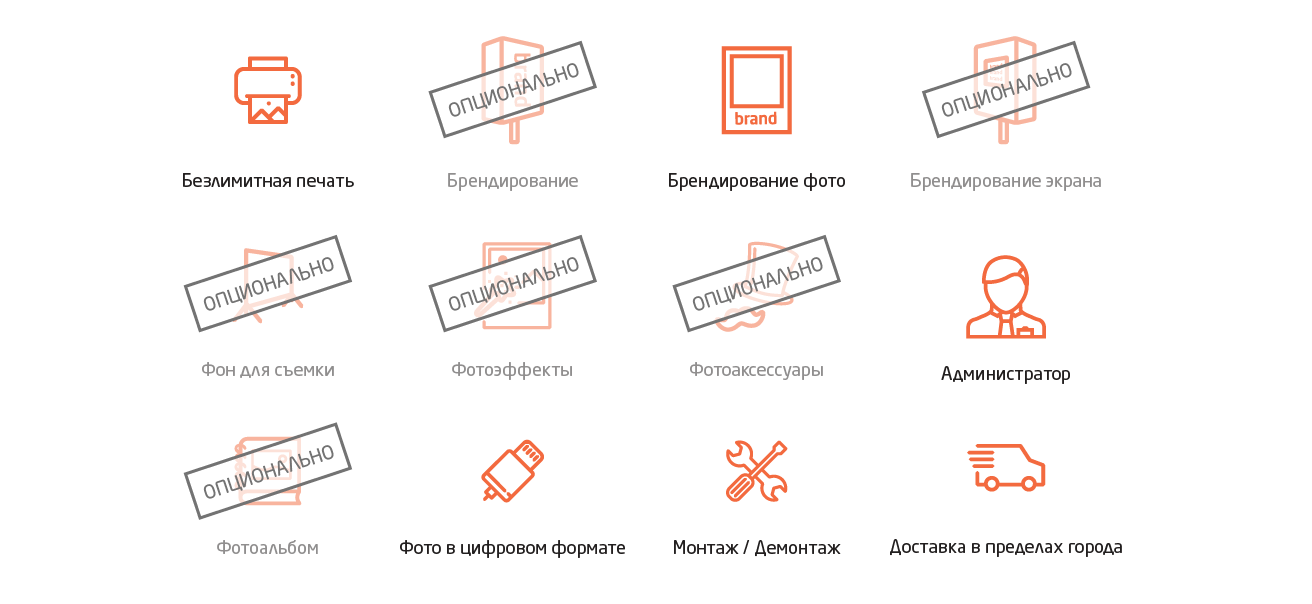 brand
ОПЦИОНАЛЬНО
brand
ОПЦИОНАЛЬНО
Безлимитная печать
Брендирование
Брендирование фото
Брендирование экрана
ОПЦИОНАЛЬНО
ОПЦИОНАЛЬНО
ОПЦИОНАЛЬНО
Фон для съемки
Фотоэффекты
Фотоаксессуары
Администратор
ОПЦИОНАЛЬНО
Фотоальбом
Фото в цифровом формате
Монтаж / Демонтаж
Доставка в пределах города